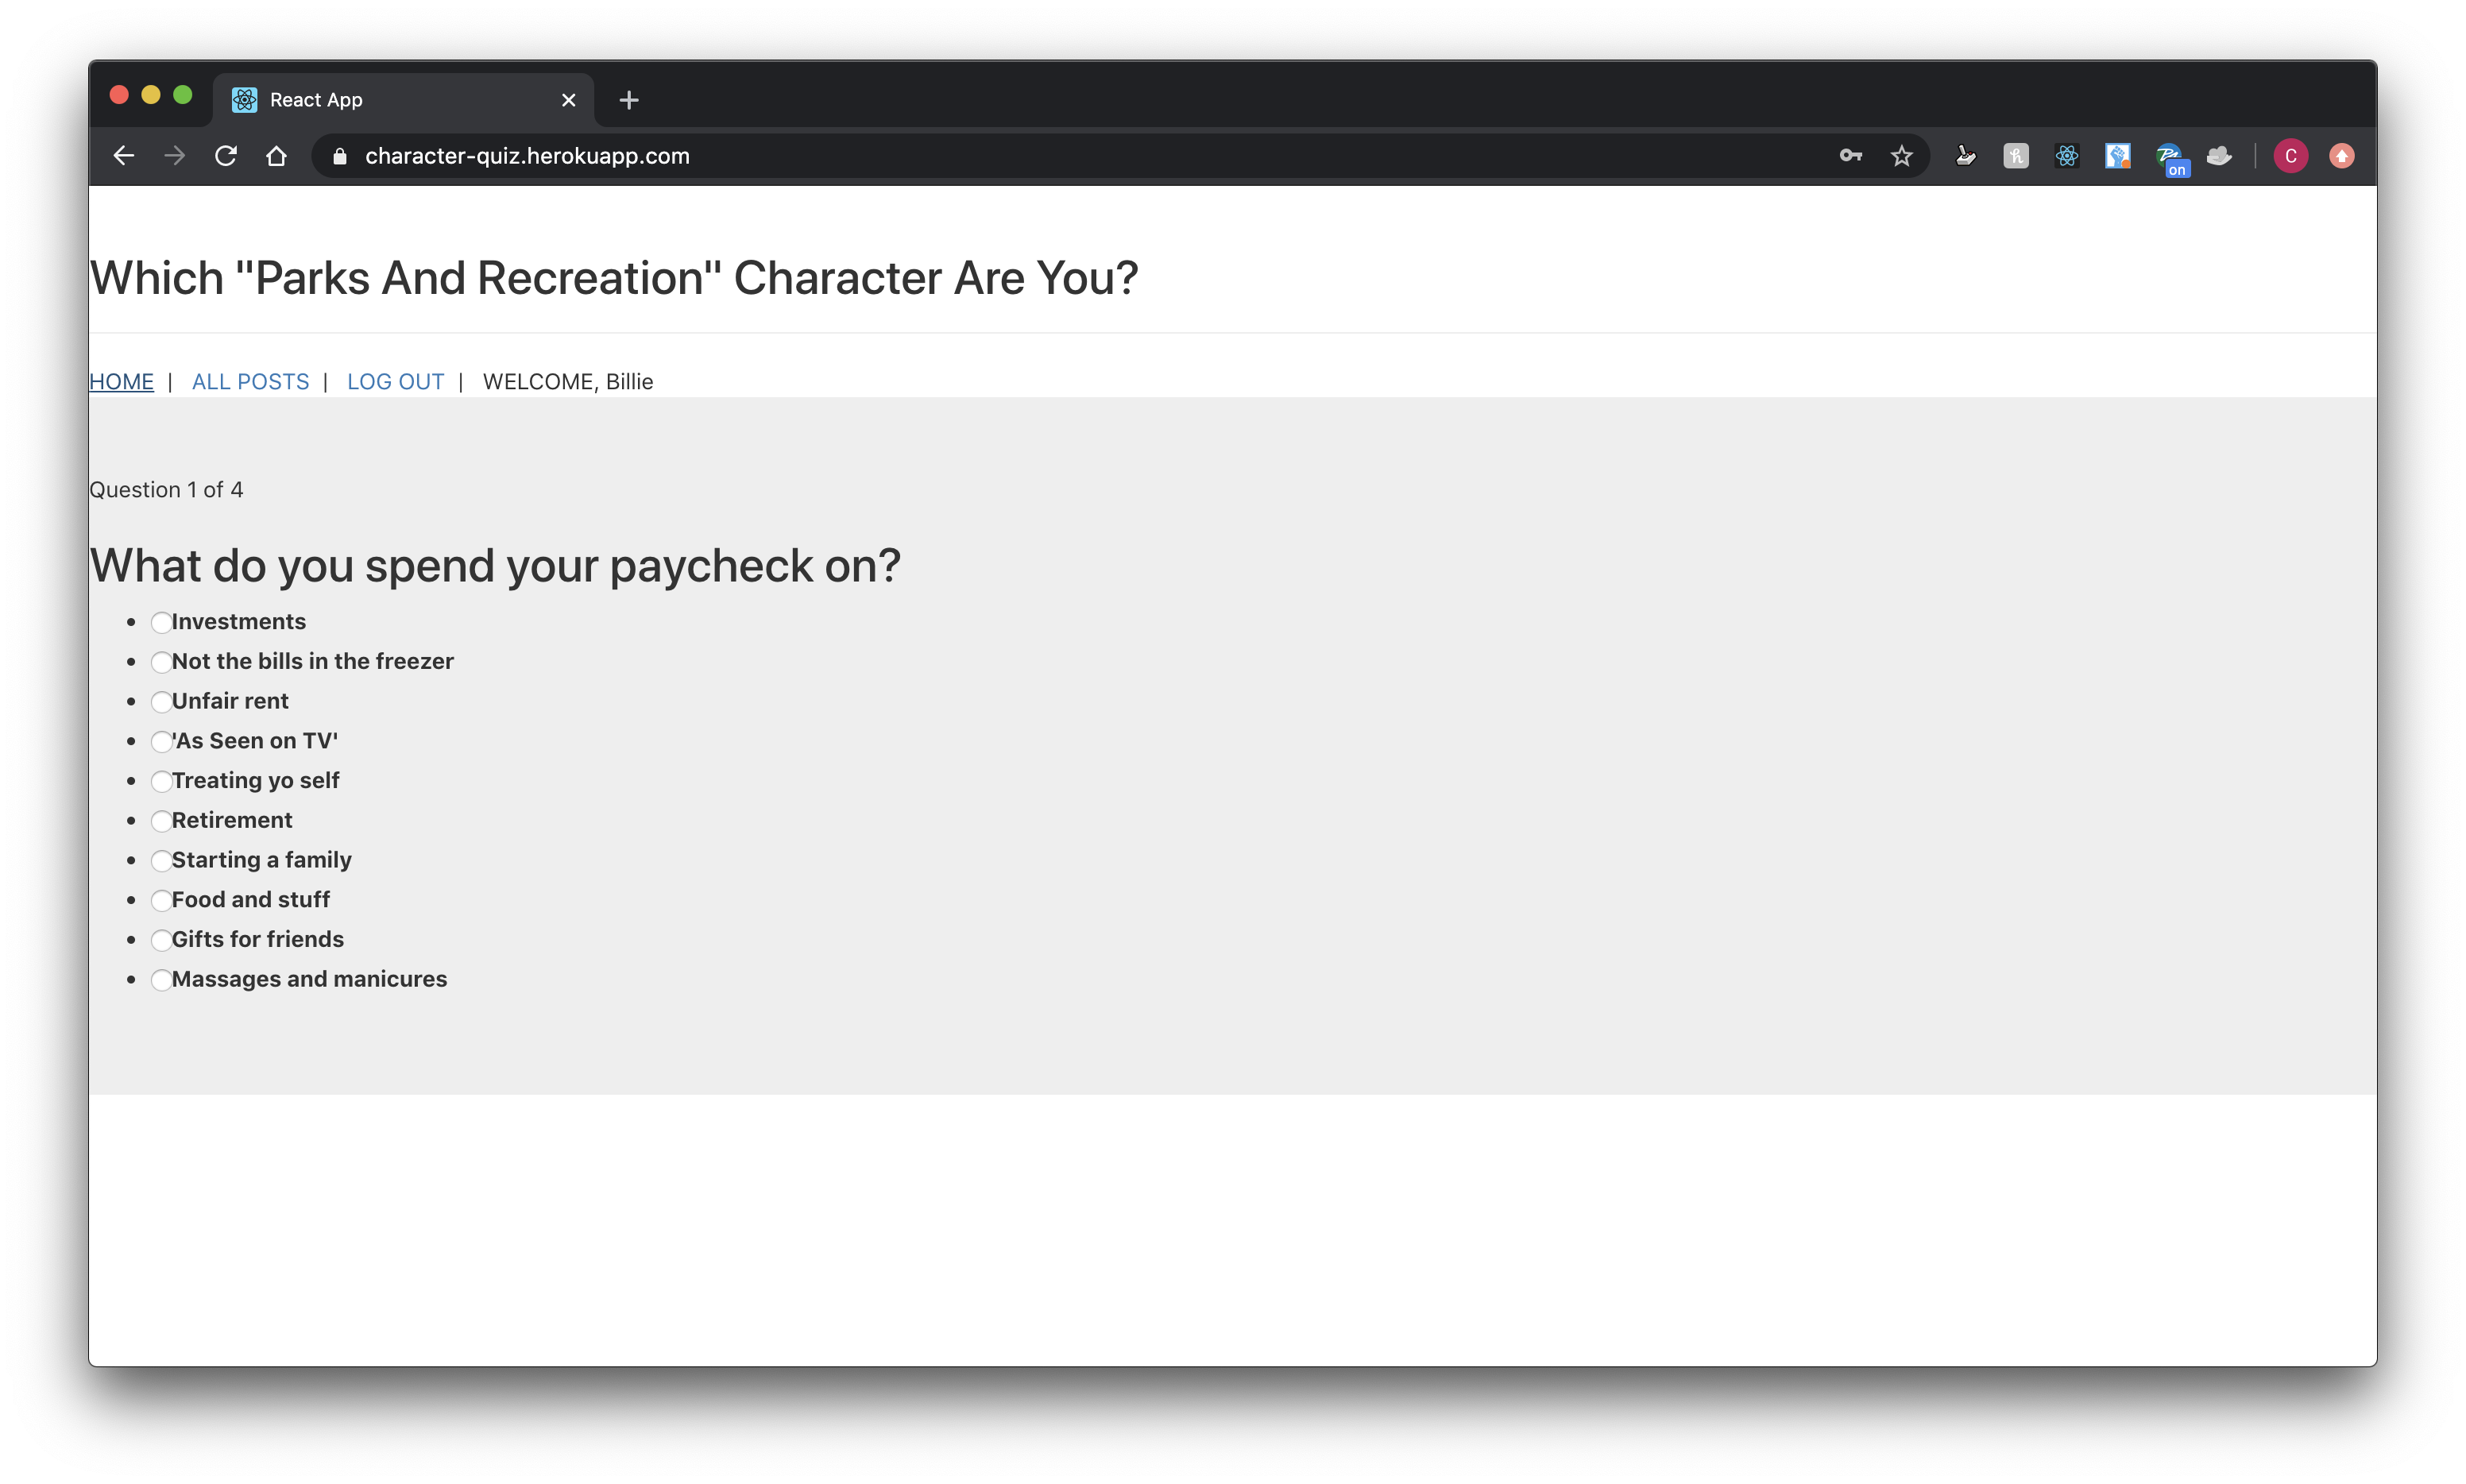 React App
character-quiz.herokuapp.com
on
C
Which "Parks And Recreation" Character Are You?
HOME | ALL POSTS | LOG OUT | WELCOME, Billie
Question 1 of 4
What do you spend your paycheck on?
Investments
Not the bills in the freezer
Unfair rent
'As Seen on TV'
Treating yo self
Retirement
Starting a family
Food and stuff
Gifts for friends
Massages and manicures